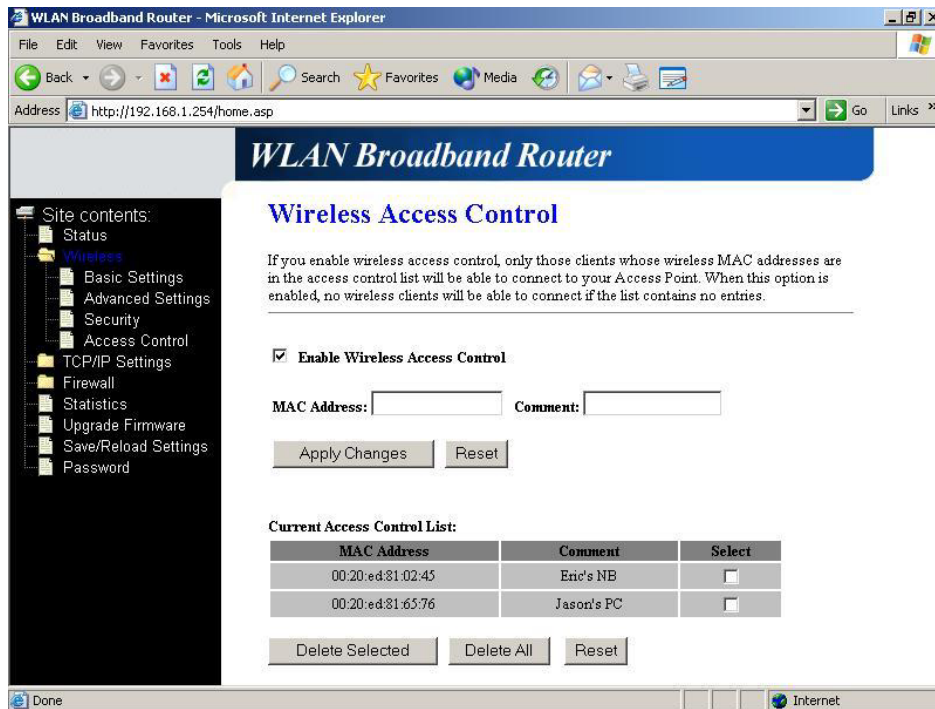 WLAN Broadband Router - Microsoft Internet Explorer
File Edit View Favorites Tools Help
Back Search Favorites Media
Address http://192.168.1.254/home.asp Go Links »
WLAN Broadband Router
Site contents:
Status
Wireless
Basic Settings
Advanced Settings
Security
Access Control
TCP/IP Settings
Firewall
Statistics
Upgrade Firmware
Save/Reload Settings
Password
Wireless Access Control
If you enable wireless access control, only those clients whose wireless MAC addresses are
in the access control list will be able to connect to your Access Point. When this option is
enabled, no wireless clients will be able to connect if the list contains no entries.
Enable Wireless Access Control
MAC Address: Comment:
Apply Changes Reset
Current Access Control List:
MAC Address Comment Select
00:20:ed:81:02:45 Eric's NB
00:20:ed:81:65:76 Jason's PC
Delete Selected Delete All Reset
Done Internet